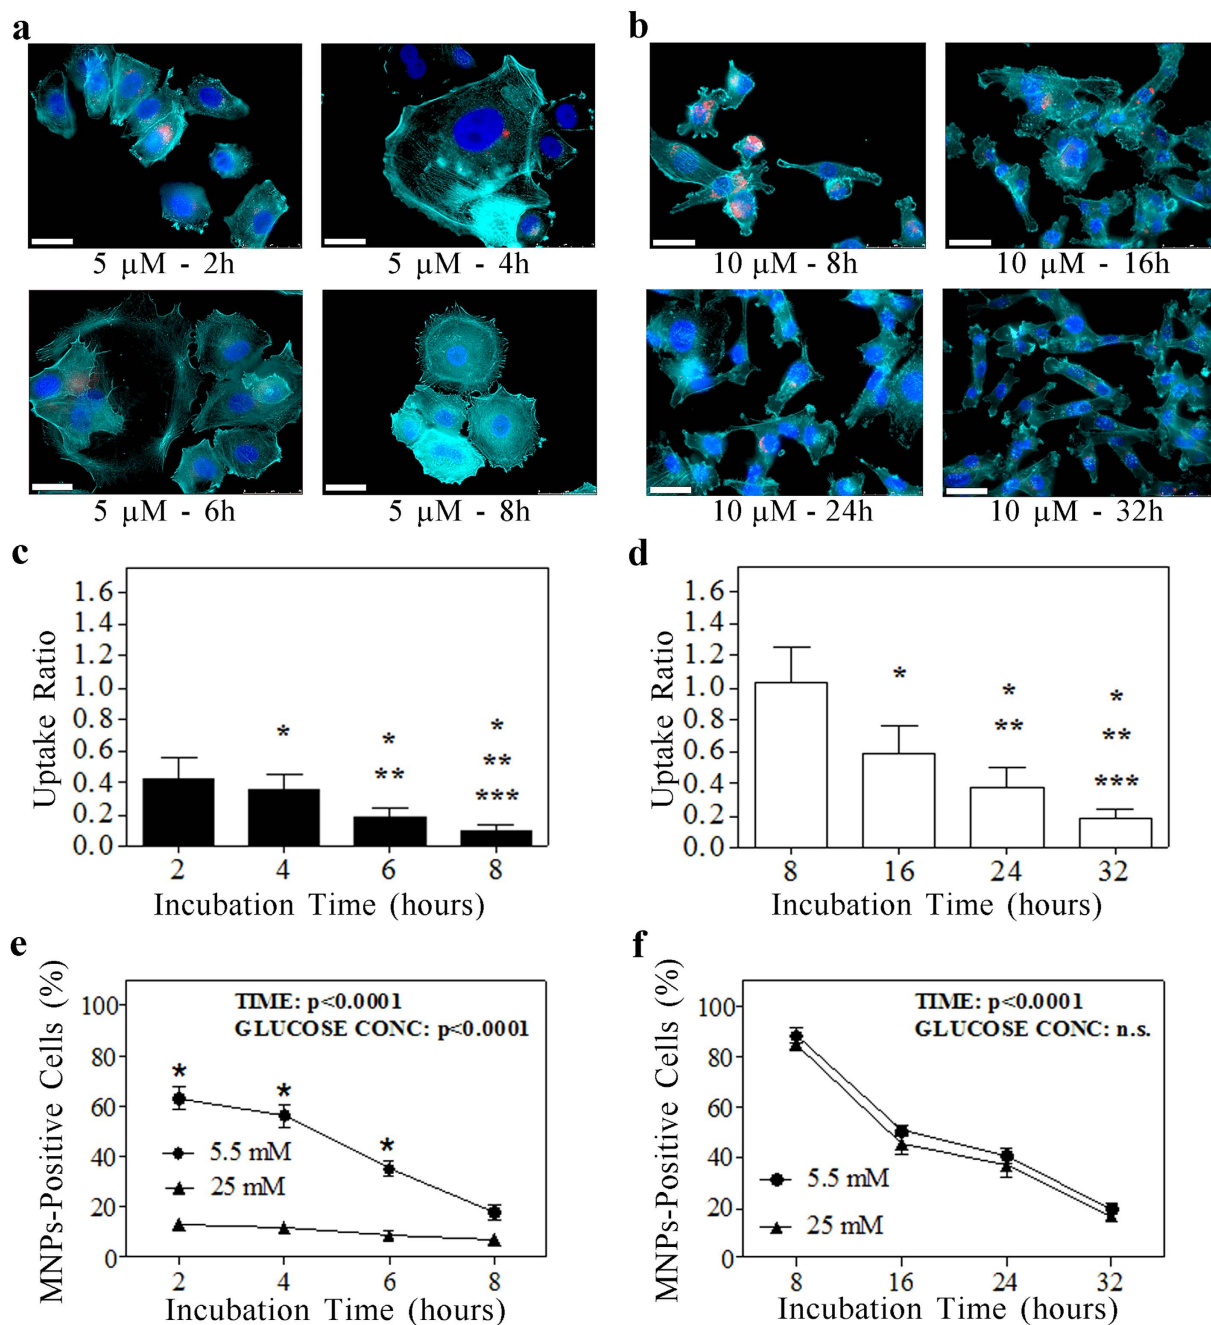 a
b
5 μM - 2h
5 μM - 4h
10 μM - 8h
10 μM - 16h
5 μM - 6h
5 μM - 8h
10 μM - 24h
10 μM - 32h
c
Uptake Ratio
1.6
1.4
1.2
1.0
0.8
0.6
0.4
0.2
0.0
*
*
**
*
**
***
2 4 6 8
Incubation Time (hours)
d
Uptake Ratio
1.6
1.4
1.2
1.0
0.8
0.6
0.4
0.2
0.0
*
*
**
*
**
***
8 16 24 32
Incubation Time (hours)
e
MNPs-Positive Cells (%)
100
80
60
40
20
0
TIME: p<0.0001
GLUCOSE CONC: p<0.0001
*
*
*
5.5 mM
25 mM
2 4 6 8
Incubation Time (hours)
f
MNPs-Positive Cells (%)
100
80
60
40
20
0
TIME: p<0.0001
GLUCOSE CONC: n.s.
5.5 mM
25 mM
8 16 24 32
Incubation Time (hours)